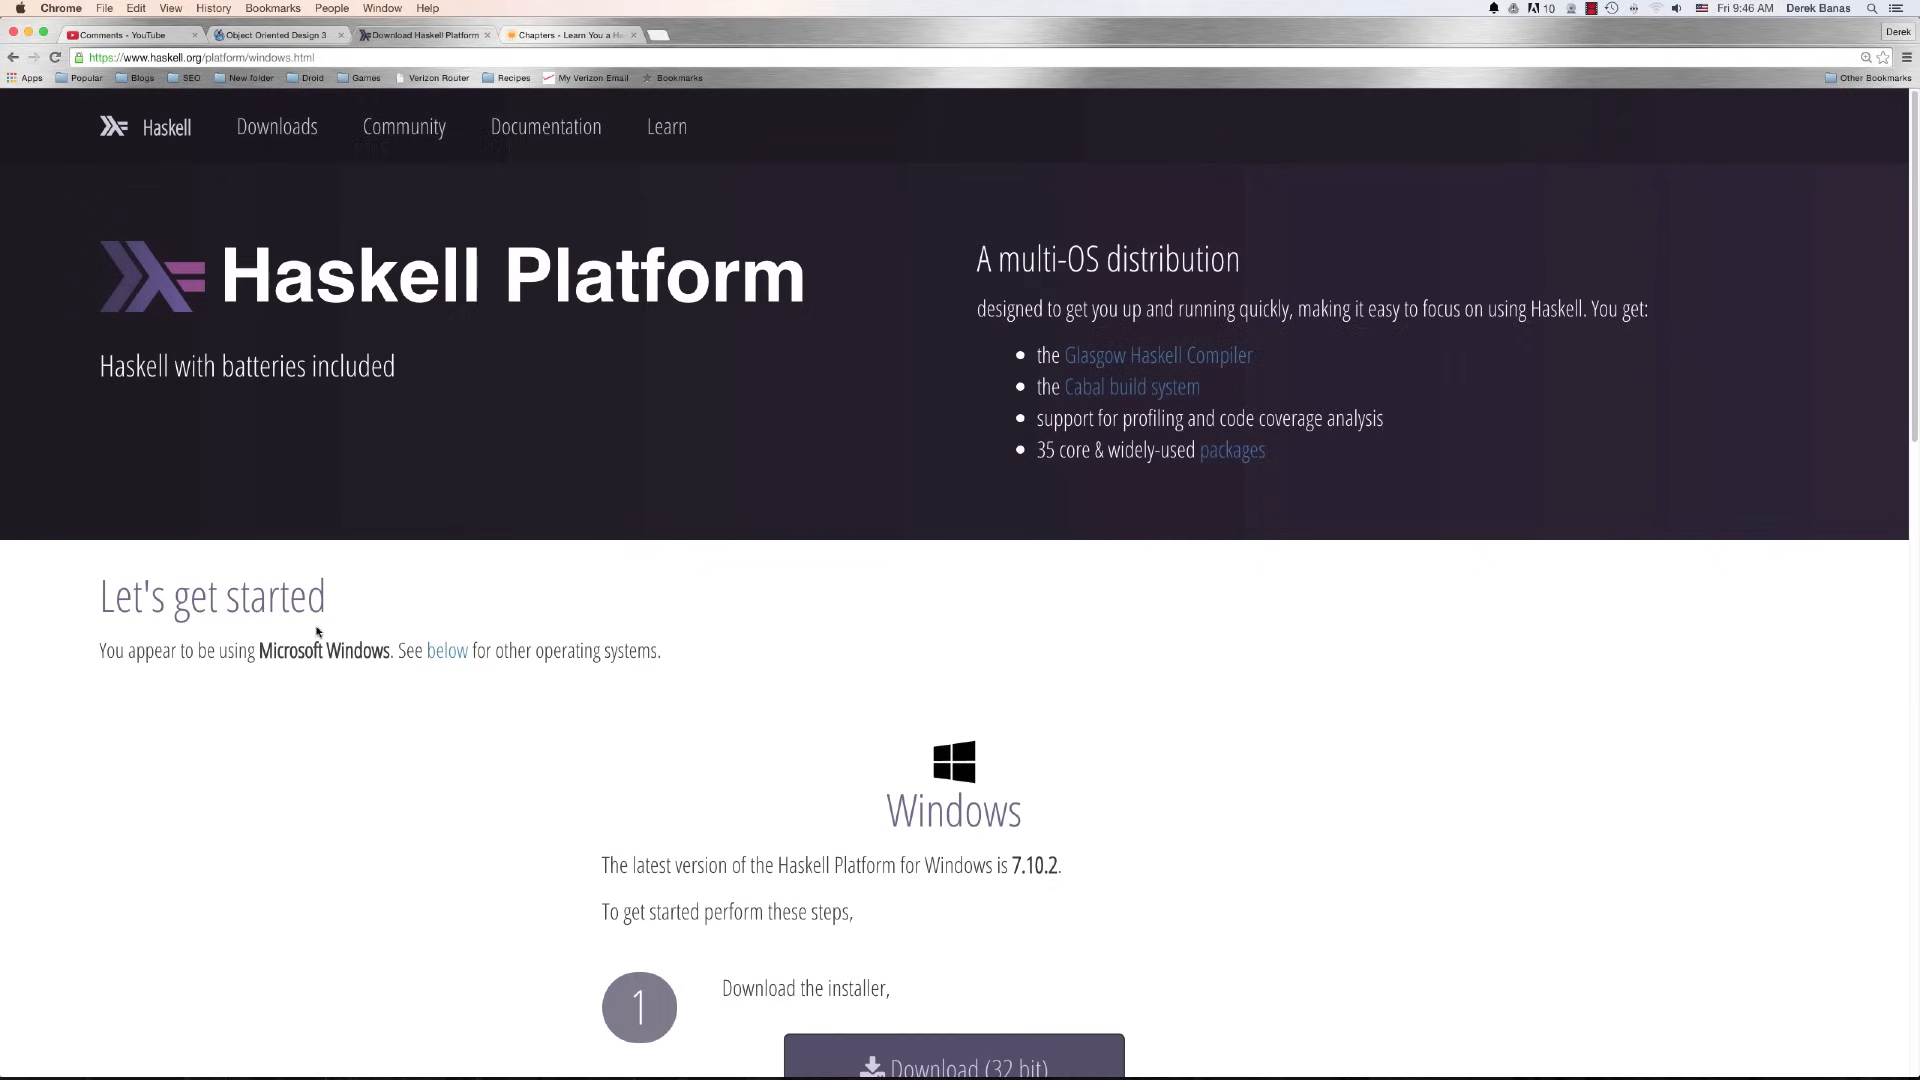 Chrome File Edit View History Bookmarks People Window Help
10 Fri 9:46 AM Derek Banas
Comments - YouTube
Object Oriented Design 3
Download Haskell Platform
Chapters - Learn You a Ha
Derek
https://www.haskell.org/platform/windows.html
Apps Popular Blogs SEO New folder Droid Games Verizon Router Recipes My Verizon Email Bookmarks Other Bookmarks
Haskell Downloads Community Documentation Learn
Haskell Platform
Haskell with batteries included
A multi-OS distribution
designed to get you up and running quickly, making it easy to focus on using Haskell. You get:
the Glasgow Haskell Compiler
the Cabal build system
support for profiling and code coverage analysis
35 core & widely-used packages
Let's get started
You appear to be using Microsoft Windows. See below for other operating systems.
Windows
The latest version of the Haskell Platform for Windows is 7.10.2.
To get started perform these steps,
1
Download the installer,
Download (32 bit)